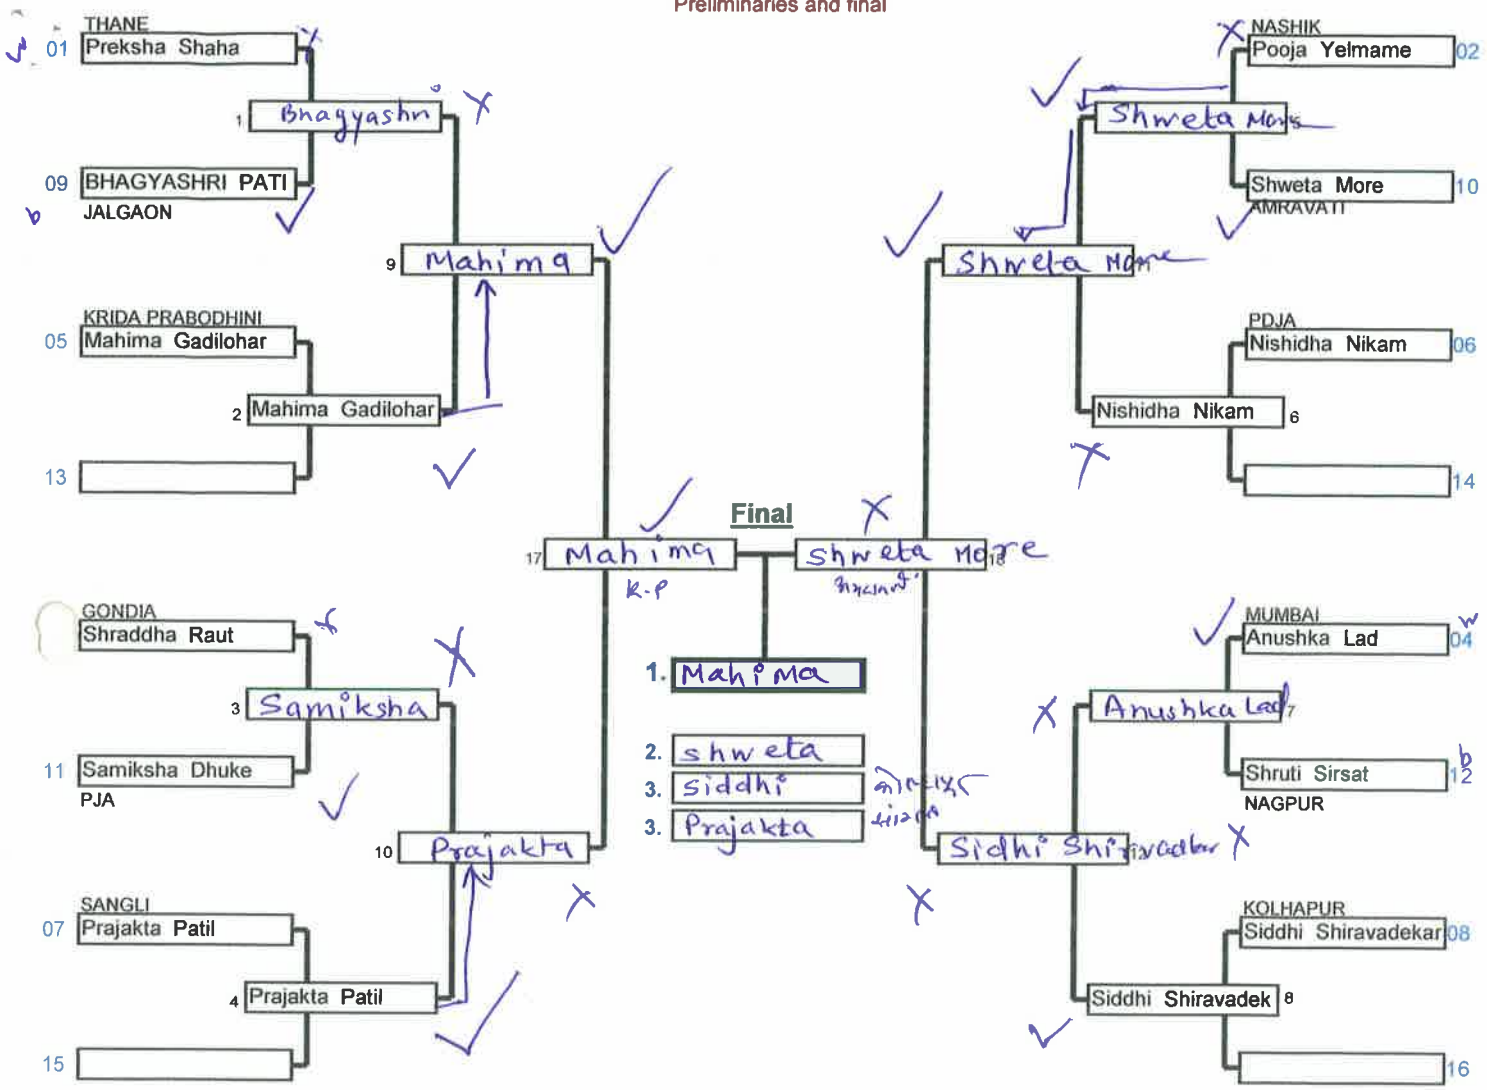 Preliminaries and final
THANE
01 Preksha Shaha
1 Bhagyashri
09 BHAGYASHRI PATI
b JALGAON
9 Mahima
KRIDA PRABODHINI
05 Mahima Gadilohar
2 Mahima Gadilohar
13
17 Mahima
K-P
GONDIA
Shraddha Raut
3 Samiksha
11 Samiksha Dhuke
PJA
10 Prajakta
SANGLI
07 Prajakta Patil
4 Prajakta Patil
15
Final
1. Mahima
2. shweta
3. Siddhi
3. Prajakta
NASHIK
Pooja Yelmame 02
Shweta More
Shweta More 10
AMRAVATI
Shweta More
PDJA
Nishidha Nikam 06
Nishidha Nikam 6
14
Shweta More 18
MUMBAI
Anushka Lad 04 w
Anushka Lad 7
b
Shruti Sirsat 12
NAGPUR
Sidhi Shiravadkar
KOLHAPUR
Siddhi Shiravadekar 08
Siddhi Shiravadek 8
16